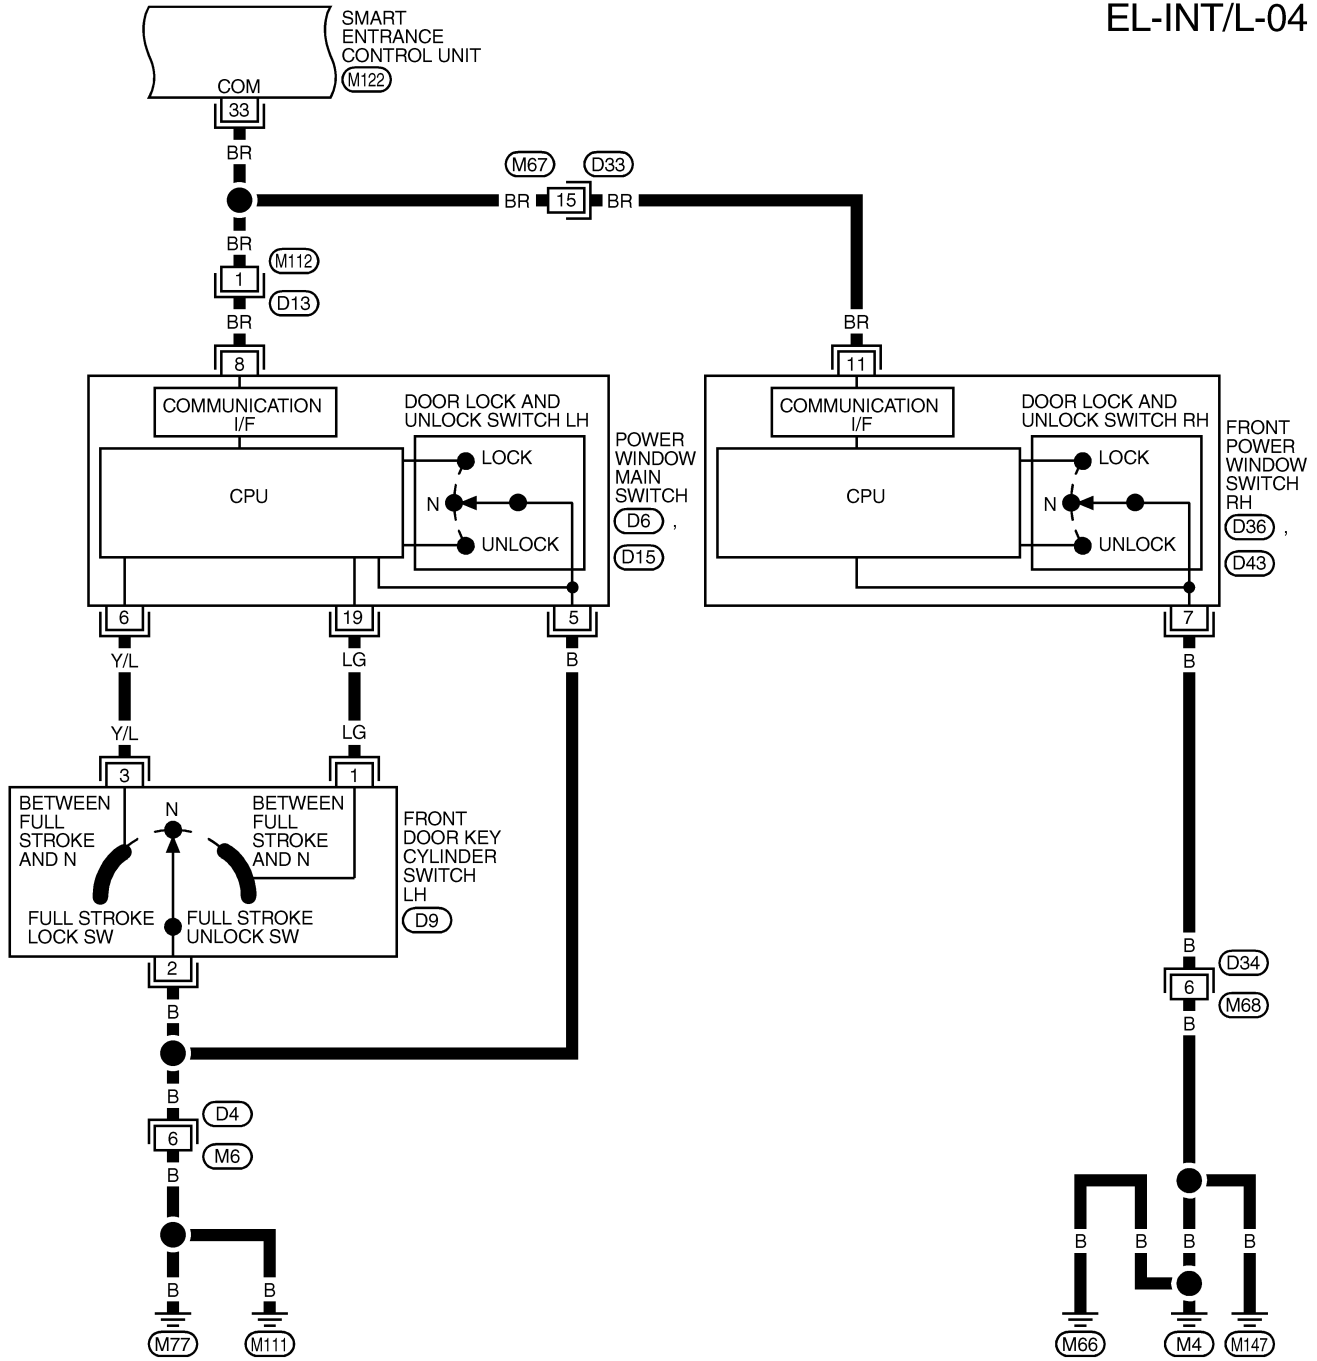 EL-INT/L-04
SMART
ENTRANCE
CONTROL UNIT
M122
COM
33
BR
M67
D33
BR
15
BR
BR
M112
1
D13
BR
BR
8
11
COMMUNICATION
I/F
DOOR LOCK AND
UNLOCK SWITCH LH
CPU
LOCK
N
UNLOCK
POWER
WINDOW
MAIN
SWITCH
D6 ,
D15
COMMUNICATION
I/F
DOOR LOCK AND
UNLOCK SWITCH RH
CPU
LOCK
N
UNLOCK
FRONT
POWER
WINDOW
SWITCH
RH
D36 ,
D43
6
19
5
7
Y/L
LG
B
B
Y/L
LG
3
1
BETWEEN
FULL
STROKE
AND N
N
BETWEEN
FULL
STROKE
AND N
FULL STROKE
LOCK SW
FULL STROKE
UNLOCK SW
FRONT
DOOR KEY
CYLINDER
SWITCH
LH
D9
2
B
B
D34
6
M68
B
B
D4
6
M6
B
B
B
B
B
B
B
B
M77
M111
M66
M4
M147